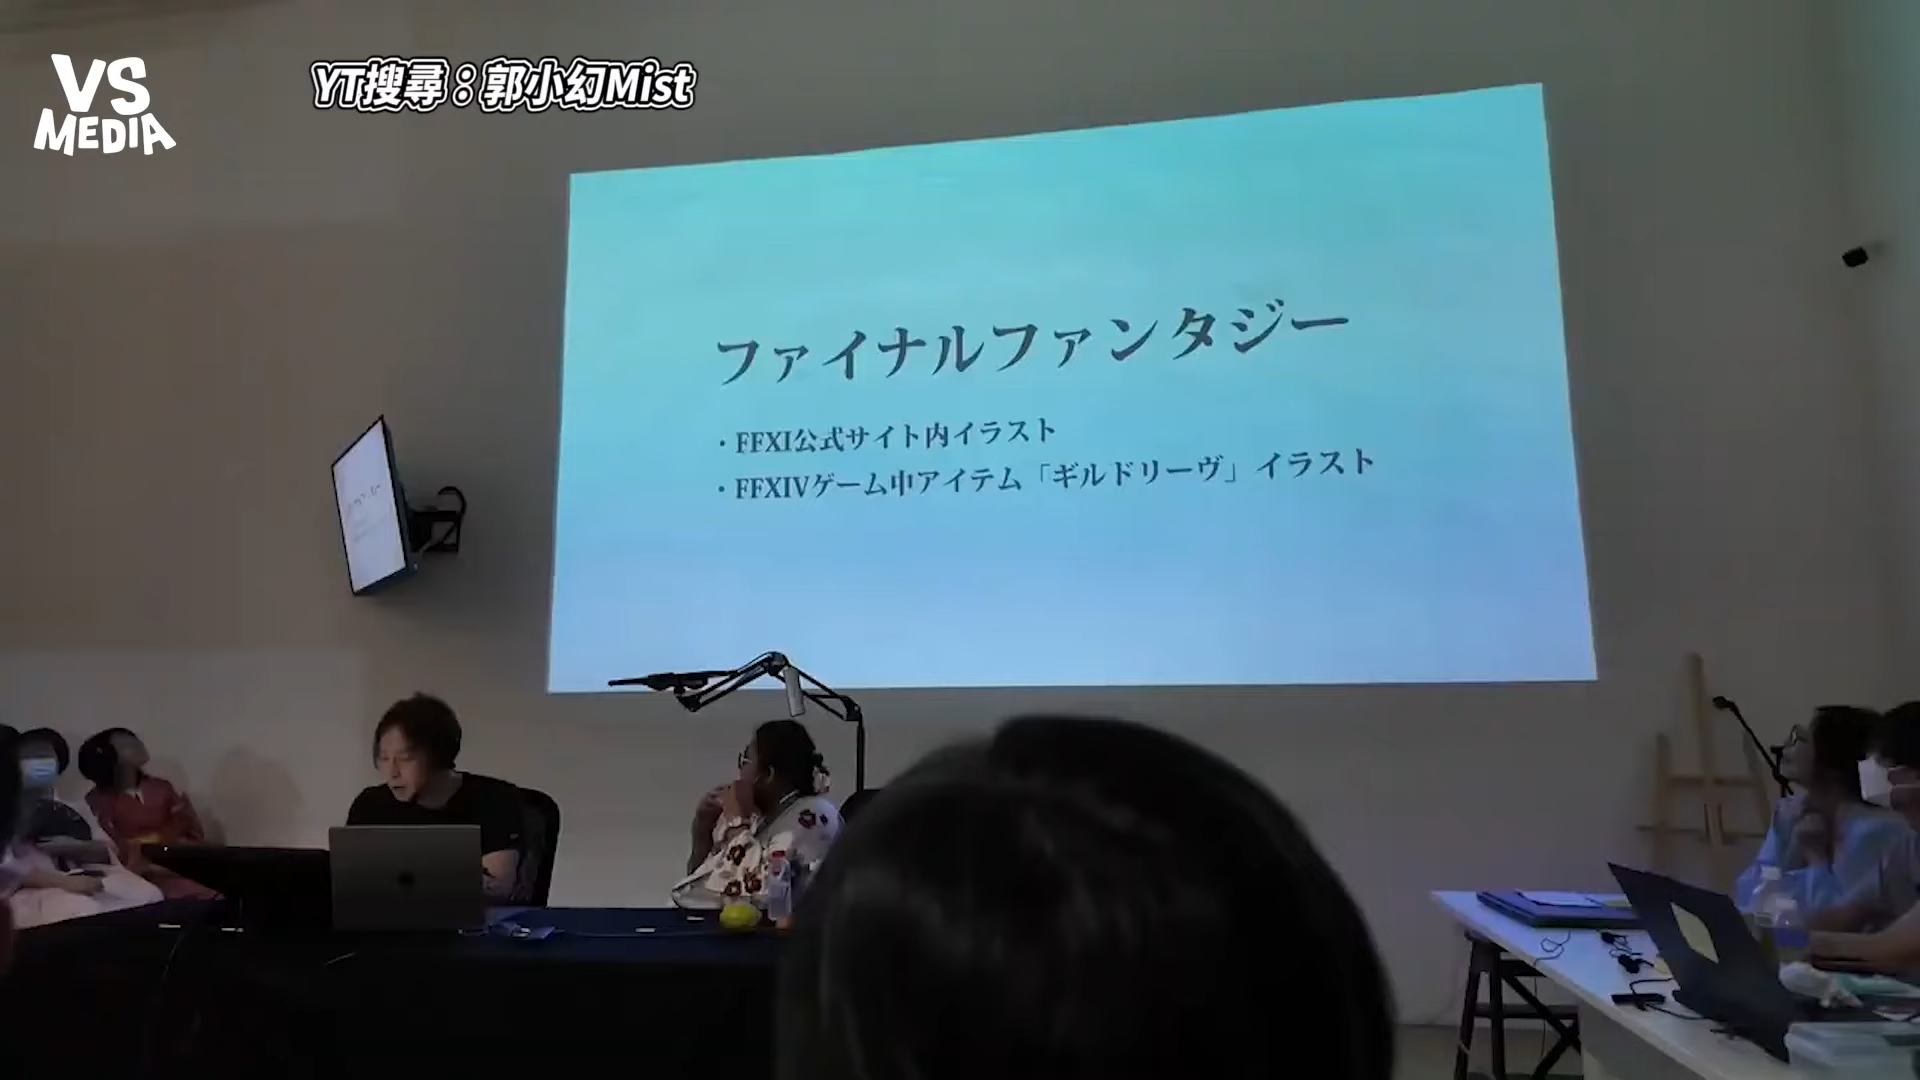 VS
MEDIA
YT搜尋：郭小幻Mist
ファイナルファンタジー
・FFXI公式サイト内イラスト
・FFXIVゲーム中アイテム「ギルドリーヴ」イラスト